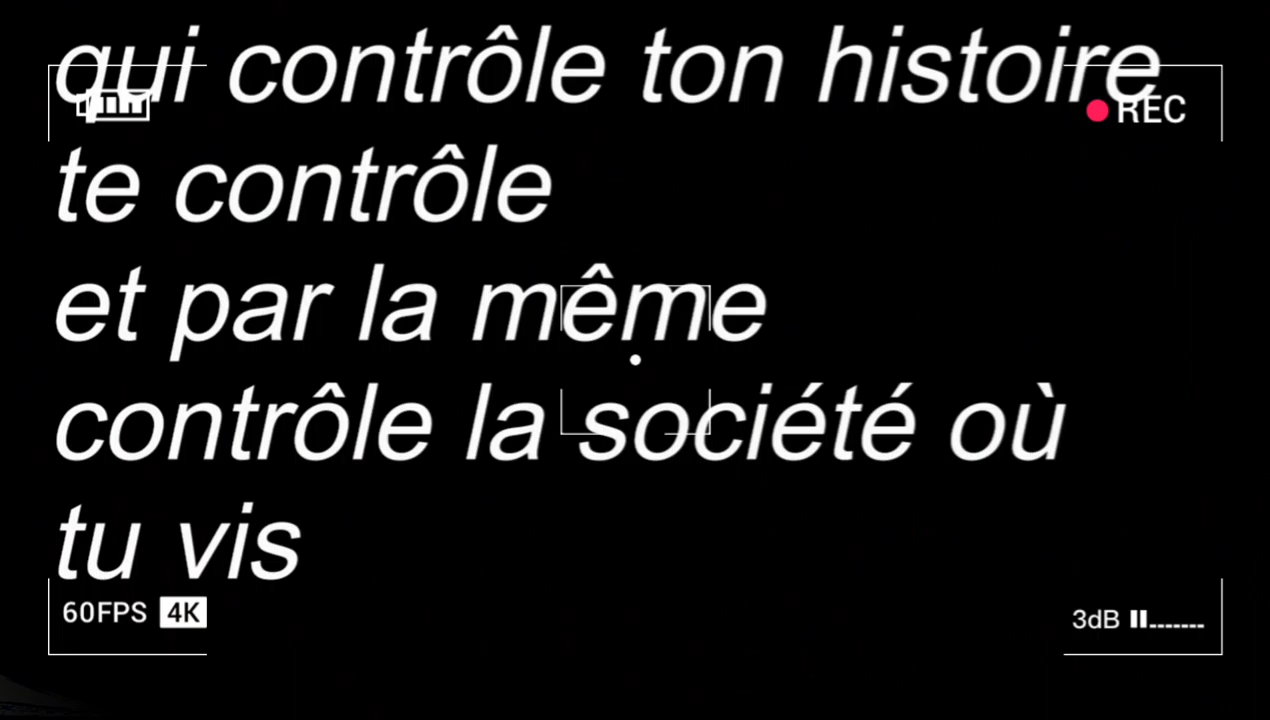 qui contrôle ton histoire
REC
te contrôle
et par la même
contrôle la société où
tu vis
60FPS 4K
3dB